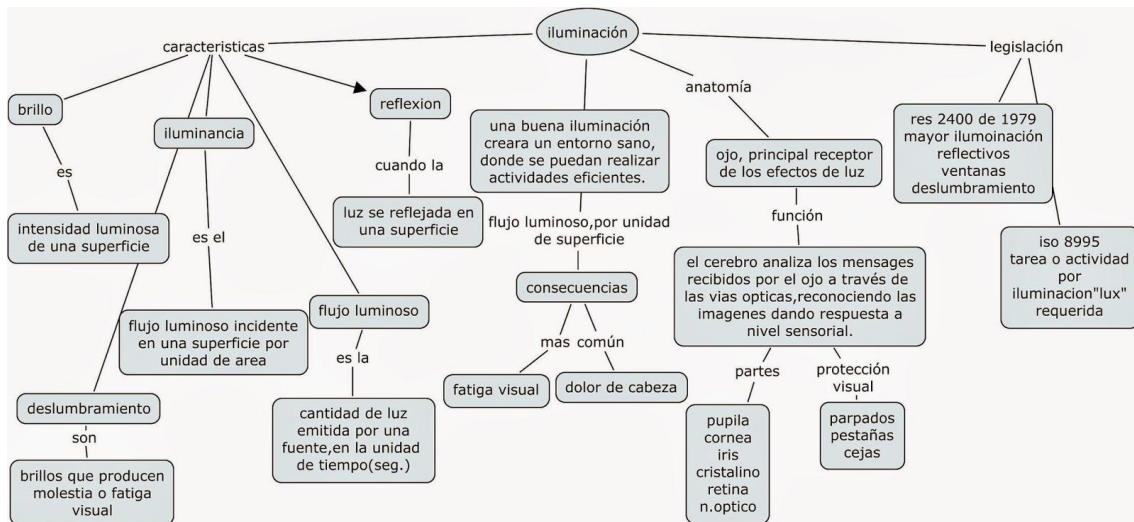 iluminación
caracteristicas
legislación
anatomía
brillo
es
intensidad luminosa
de una superficie
iluminancia
es el
flujo luminoso incidente
en una superficie por
unidad de area
reflexion
cuando la
luz se reflejada en
una superficie
flujo luminoso
es la
cantidad de luz
emitida por una
fuente,en la unidad
de tiempo(seg.)
deslumbramiento
son
brillos que producen
molestia o fatiga
visual
una buena iluminación
creara un entorno sano,
donde se puedan realizar
actividades eficientes.
flujo luminoso,por unidad
de superficie
consecuencias
mas común
fatiga visual
dolor de cabeza
ojo, principal receptor
de los efectos de luz
función
el cerebro analiza los mensages
recibidos por el ojo a través de
las vias opticas,reconociendo las
imagenes dando respuesta a
nivel sensorial.
partes
pupila
cornea
iris
cristalino
retina
n.optico
protección
visual
parpados
pestañas
cejas
res 2400 de 1979
mayor ilumoinación
reflectivos
ventanas
deslumbramiento
iso 8995
tarea o actividad
por
iluminacion"lux"
requerida